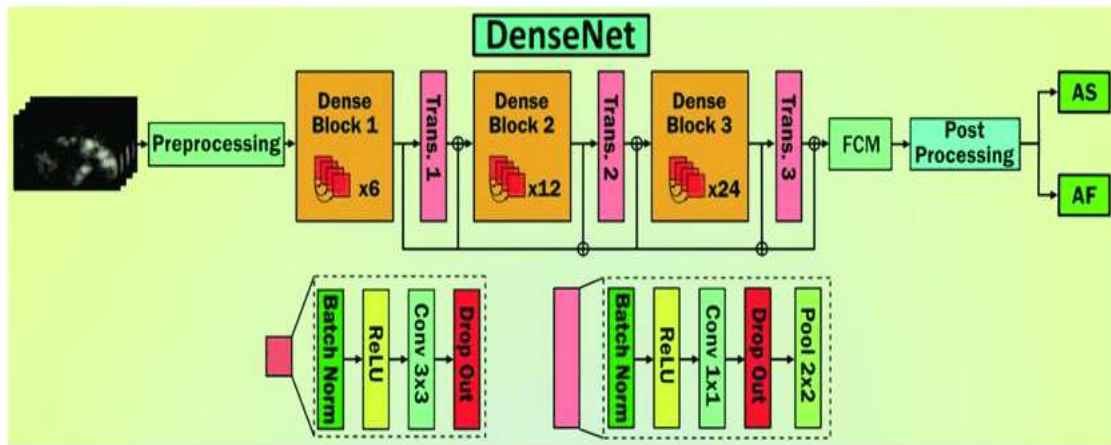 DenseNet
Preprocessing
Dense
Block 1
x6
Trans. 1
Dense
Block 2
x12
Trans. 2
Dense
Block 3
x24
Trans. 3
FCM
Post
Processing
AS
AF
Batch Norm
ReLU
Conv 3x3
Drop Out
Batch Norm
ReLU
Conv 1x1
Drop Out
Pool 2x2